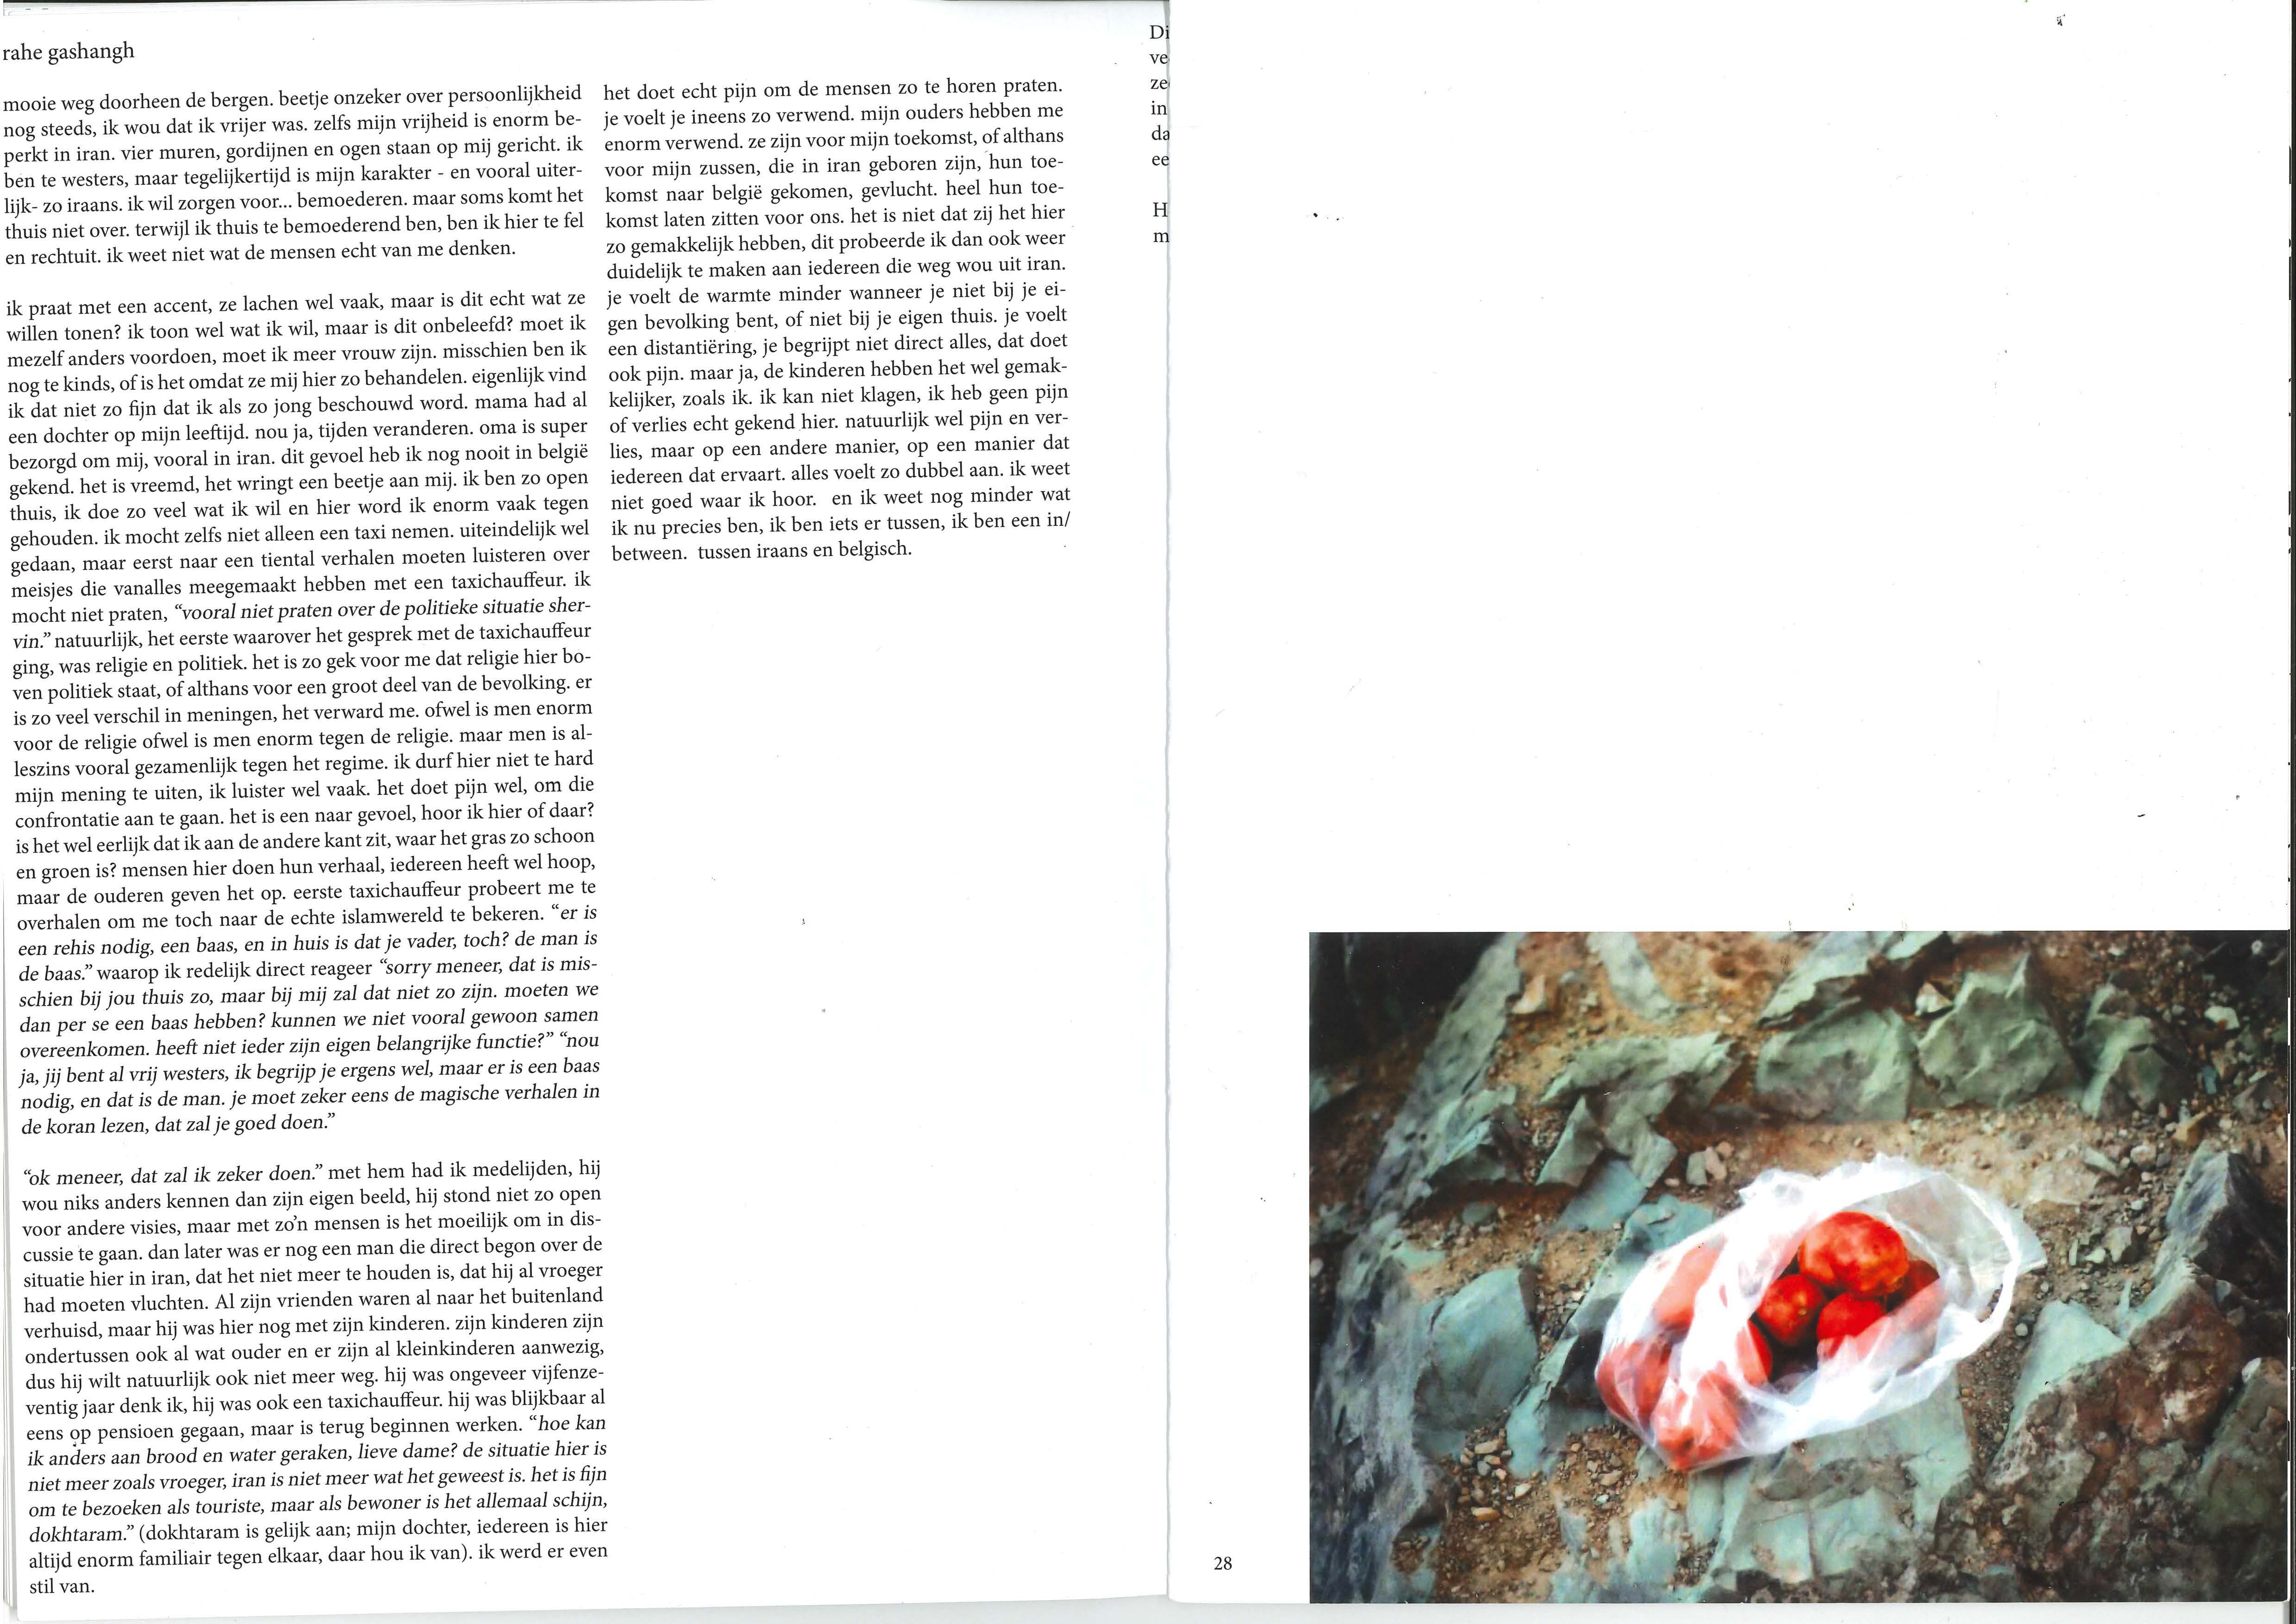 rahe gashangh
mooie weg doorheen de bergen. beetje onzeker over persoonlijkheid
nog steeds, ik wou dat ik vrijer was. zelfs mijn vrijheid is enorm be-
perkt in iran. vier muren, gordijnen en ogen staan op mij gericht. ik
ben te westers, maar tegelijkertijd is mijn karakter - en vooral uiter-
lijk- zo iraans. ik wil zorgen voor... bemoederen. maar soms komt het
thuis niet over. terwijl ik thuis te bemoederend ben, ben ik hier te fel
en rechtuit. ik weet niet wat de mensen echt van me denken.
ik praat met een accent, ze lachen wel vaak, maar is dit echt wat ze
willen tonen? ik toon wel wat ik wil, maar is dit onbeleefd? moet ik
mezelf anders voordoen, moet ik meer vrouw zijn. misschien ben ik
nog te kinds, of is het omdat ze mij hier zo behandelen. eigenlijk vind
ik dat niet zo fijn dat ik als zo jong beschouwd word. mama had al
een dochter op mijn leeftijd. nou ja, tijden veranderen. oma is super
bezorgd om mij, vooral in iran. dit gevoel heb ik nog nooit in belgië
gekend. het is vreemd, het wringt een beetje aan mij. ik ben zo open
thuis, ik doe zo veel wat ik wil en hier word ik enorm vaak tegen
gehouden. ik mocht zelfs niet alleen een taxi nemen. uiteindelijk wel
gedaan, maar eerst naar een tiental verhalen moeten luisteren over
meisjes die vanalles meegemaakt hebben met een taxichauffeur. ik
mocht niet praten, “vooral niet praten over de politieke situatie sher-
vin.” natuurlijk, het eerste waarover het gesprek met de taxichauffeur
ging, was religie en politiek. het is zo gek voor me dat religie hier bo-
ven politiek staat, of althans voor een groot deel van de bevolking. er
is zo veel verschil in meningen, het verward me. ofwel is men enorm
voor de religie ofwel is men enorm tegen de religie. maar men is al-
leszins vooral gezamenlijk tegen het regime. ik durf hier niet te hard
mijn mening te uiten, ik luister wel vaak. het doet pijn wel, om die
confrontatie aan te gaan. het is een naar gevoel, hoor ik hier of daar?
is het wel eerlijk dat ik aan de andere kant zit, waar het gras zo schoon
en groen is? mensen hier doen hun verhaal, iedereen heeft wel hoop,
maar de ouderen geven het op. eerste taxichauffeur probeert me te
overhalen om me toch naar de echte islamwereld te bekeren. “er is
een rehis nodig, een baas, en in huis is dat je vader, toch? de man is
de baas.” waarop ik redelijk direct reageer “sorry meneer, dat is mis-
schien bij jou thuis zo, maar bij mij zal dat niet zo zijn. moeten we
dan per se een baas hebben? kunnen we niet vooral gewoon samen
overeenkomen. heeft niet ieder zijn eigen belangrijke functie?” “nou
ja, jij bent al vrij westers, ik begrijp je ergens wel, maar er is een baas
nodig, en dat is de man. je moet zeker eens de magische verhalen in
de koran lezen, dat zal je goed doen.”
“ok meneer, dat zal ik zeker doen.” met hem had ik medelijden, hij
wou niks anders kennen dan zijn eigen beeld, hij stond niet zo open
voor andere visies, maar met zo’n mensen is het moeilijk om in dis-
cussie te gaan. dan later was er nog een man die direct begon over de
situatie hier in iran, dat het niet meer te houden is, dat hij al vroeger
had moeten vluchten. Al zijn vrienden waren al naar het buitenland
verhuisd, maar hij was hier nog met zijn kinderen. zijn kinderen zijn
ondertussen ook al wat ouder en er zijn al kleinkinderen aanwezig,
dus hij wilt natuurlijk ook niet meer weg. hij was ongeveer vijfenze-
ventig jaar denk ik, hij was ook een taxichauffeur. hij was blijkbaar al
eens op pensioen gegaan, maar is terug beginnen werken. “hoe kan
ik anders aan brood en water geraken, lieve dame? de situatie hier is
niet meer zoals vroeger, iran is niet meer wat het geweest is. het is fijn
om te bezoeken als touriste, maar als bewoner is het allemaal schijn,
dokhtaram.” (dokhtaram is gelijk aan; mijn dochter, iedereen is hier
altijd enorm familiair tegen elkaar, daar hou ik van). ik werd er even
stil van.
het doet echt pijn om de mensen zo te horen praten.
je voelt je ineens zo verwend. mijn ouders hebben me
enorm verwend. ze zijn voor mijn toekomst, of althans
voor mijn zussen, die in iran geboren zijn, hun toe-
komst naar belgië gekomen, gevlucht. heel hun toe-
komst laten zitten voor ons. het is niet dat zij het hier
zo gemakkelijk hebben, dit probeerde ik dan ook weer
duidelijk te maken aan iedereen die weg wou uit iran.
je voelt de warmte minder wanneer je niet bij je ei-
gen bevolking bent, of niet bij je eigen thuis. je voelt
een distantiëring, je begrijpt niet direct alles, dat doet
ook pijn. maar ja, de kinderen hebben het wel gemak-
kelijker, zoals ik. ik kan niet klagen, ik heb geen pijn
of verlies echt gekend hier. natuurlijk wel pijn en ver-
lies, maar op een andere manier, op een manier dat
iedereen dat ervaart. alles voelt zo dubbel aan. ik weet
niet goed waar ik hoor. en ik weet nog minder wat
ik nu precies ben, ik ben iets er tussen, ik ben een in/
between. tussen iraans en belgisch.
Di
ve
ze
in
da
ee
H
m
28